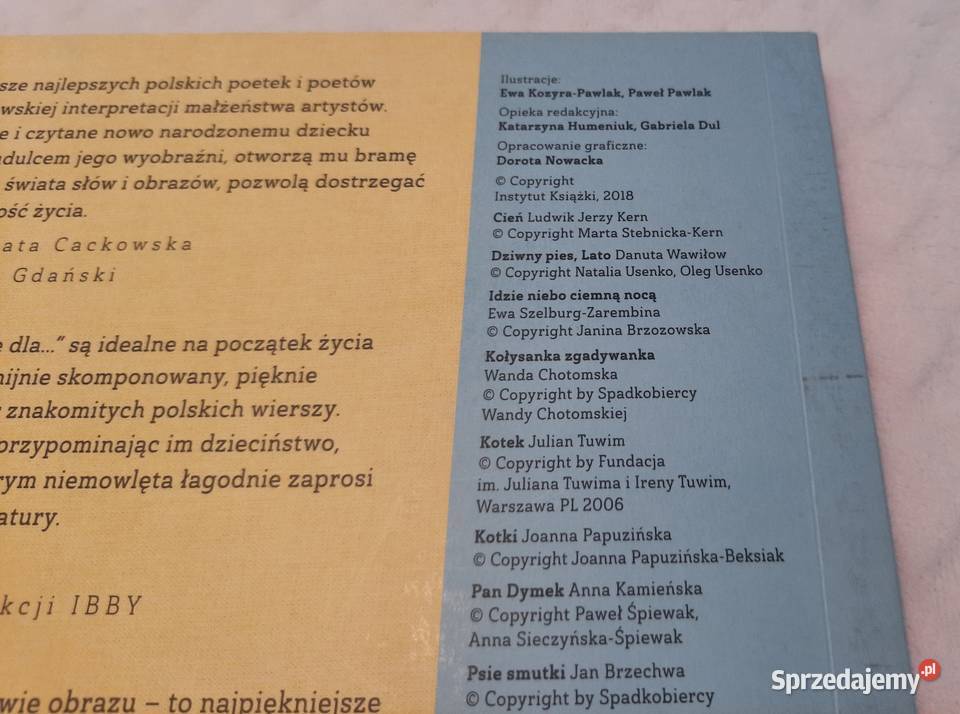 sze najlepszych polskich poetek i poetów
wskiej interpretacji małżeństwa artystów.
e i czytane nowo narodzonemu dziecku
dulcem jego wyobraźni, otworzą mu bramę
świata słów i obrazów, pozwolą dostrzegać
ość życia.
ata Cackowska
Gdański
e dla...” są idealne na początek życia
nijnie skomponowany, pięknie
r znakomitych polskich wierszy.
przypominając im dzieciństwo,
rym niemowlęta łagodnie zaprosi
atury.
kcji IBBY
wie obrazu – to najpiękniejsze
Ilustracje:
Ewa Kozyra-Pawlak, Paweł Pawlak
Opieka redakcyjna:
Katarzyna Humeniuk, Gabriela Dul
Opracowanie graficzne:
Dorota Nowacka
© Copyright
Instytut Książki, 2018
Cień Ludwik Jerzy Kern
© Copyright Marta Stebnicka-Kern
Dziwny pies, Lato Danuta Wawiłow
© Copyright Natalia Usenko, Oleg Usenko
Idzie niebo ciemną nocą
Ewa Szelburg-Zarembina
© Copyright Janina Brzozowska
Kołysanka zgadywanka
Wanda Chotomska
© Copyright by Spadkobiercy
Wandy Chotomskiej
Kotek Julian Tuwim
© Copyright by Fundacja
im. Juliana Tuwima i Ireny Tuwim,
Warszawa PL 2006
Kotki Joanna Papuzińska
© Copyright Joanna Papuzińska-Beksiak
Pan Dymek Anna Kamieńska
© Copyright Paweł Śpiewak,
Anna Sieczyńska-Śpiewak
Psie smutki Jan Brzechwa
© Copyright by Spadkobiercy
Sprzedajemy.pl